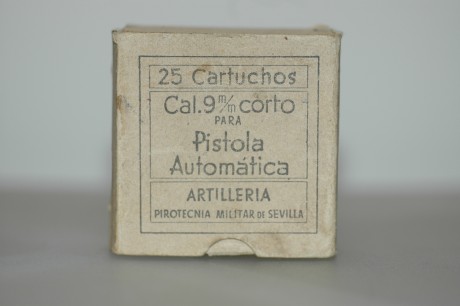 25 Cartuchos
Cal. 9 m/m corto
PARA
Pistola
Automática
ARTILLERIA
PIROTECNIA MILITAR DE SEVILLA